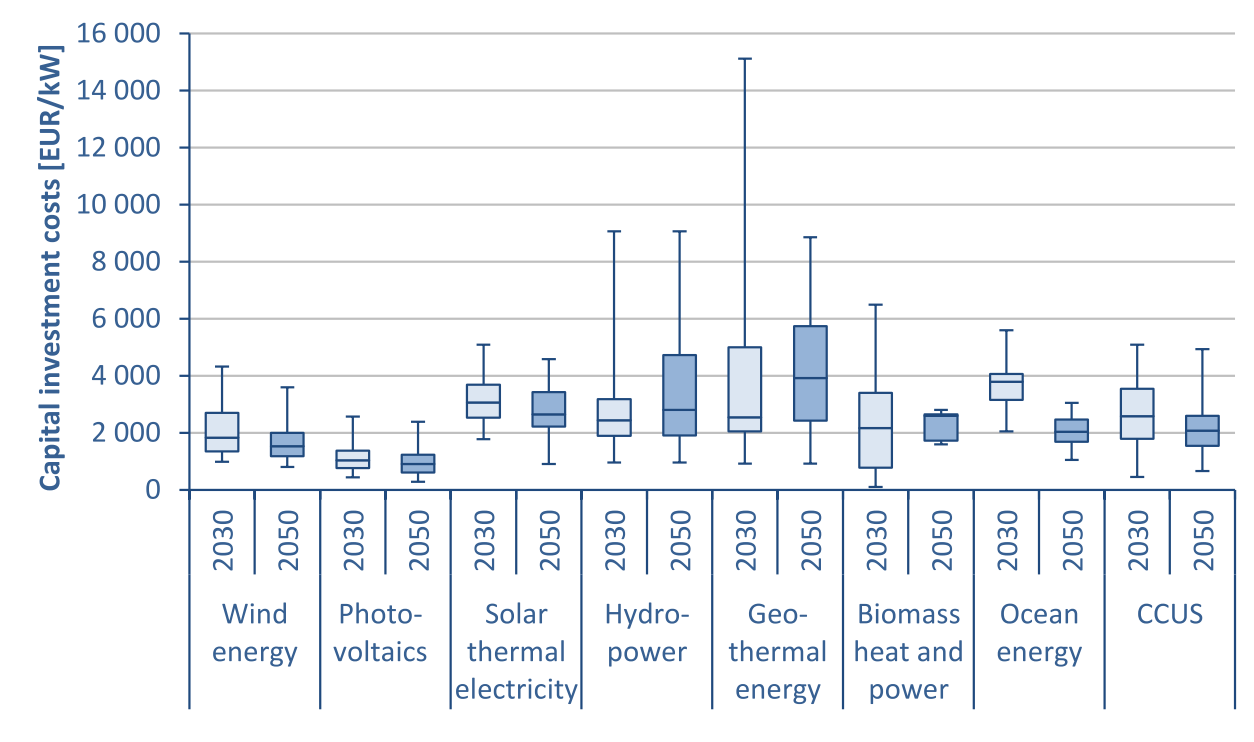 Capital investment costs [EUR/kW]
16 000
14 000
12 000
10 000
8 000
6 000
4 000
2 000
0
2030 2050 2030 2050 2030 2050 2030 2050 2030 2050 2030 2050 2030 2050 2030 2050
Wind
energy
Photo-
voltaics
Solar
thermal
electricity
Hydro-
power
Geo-
thermal
energy
Biomass
heat and
power
Ocean
energy
CCUS